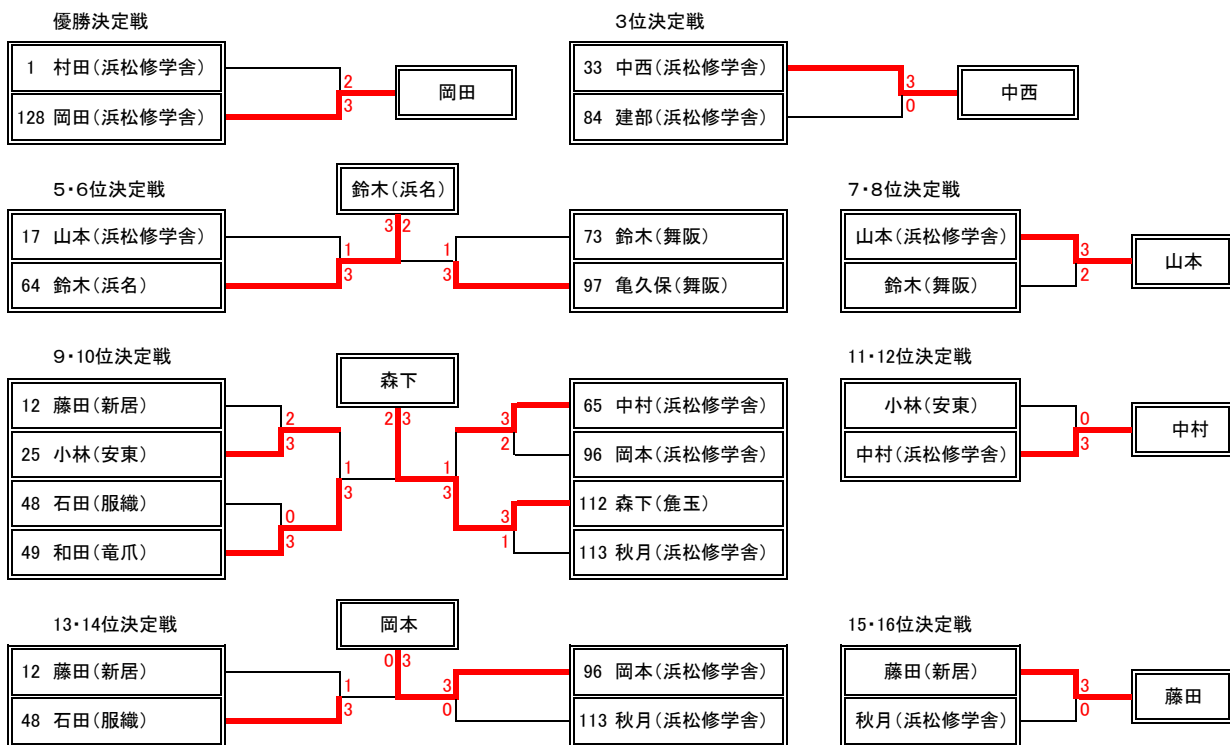 優勝決定戦
1 村田(浜松修学舎)
128 岡田(浜松修学舎)
2
3
岡田
3位決定戦
33 中西(浜松修学舎)
84 建部(浜松修学舎)
3
0
中西
5・6位決定戦
17 山本(浜松修学舎)
64 鈴木(浜名)
1
3
鈴木(浜名)
3 2
1
3
73 鈴木(舞阪)
97 亀久保(舞阪)
7・8位決定戦
山本(浜松修学舎)
鈴木(舞阪)
3
2
山本
9・10位決定戦
12 藤田(新居)
25 小林(安東)
48 石田(服織)
49 和田(竜爪)
2
3
0
3
1
3
森下
2 3
1
3
3
2
3
1
65 中村(浜松修学舎)
96 岡本(浜松修学舎)
112 森下(麁玉)
113 秋月(浜松修学舎)
11・12位決定戦
小林(安東)
中村(浜松修学舎)
0
3
中村
13・14位決定戦
12 藤田(新居)
48 石田(服織)
1
3
岡本
0 3
3
0
96 岡本(浜松修学舎)
113 秋月(浜松修学舎)
15・16位決定戦
藤田(新居)
秋月(浜松修学舎)
3
0
藤田